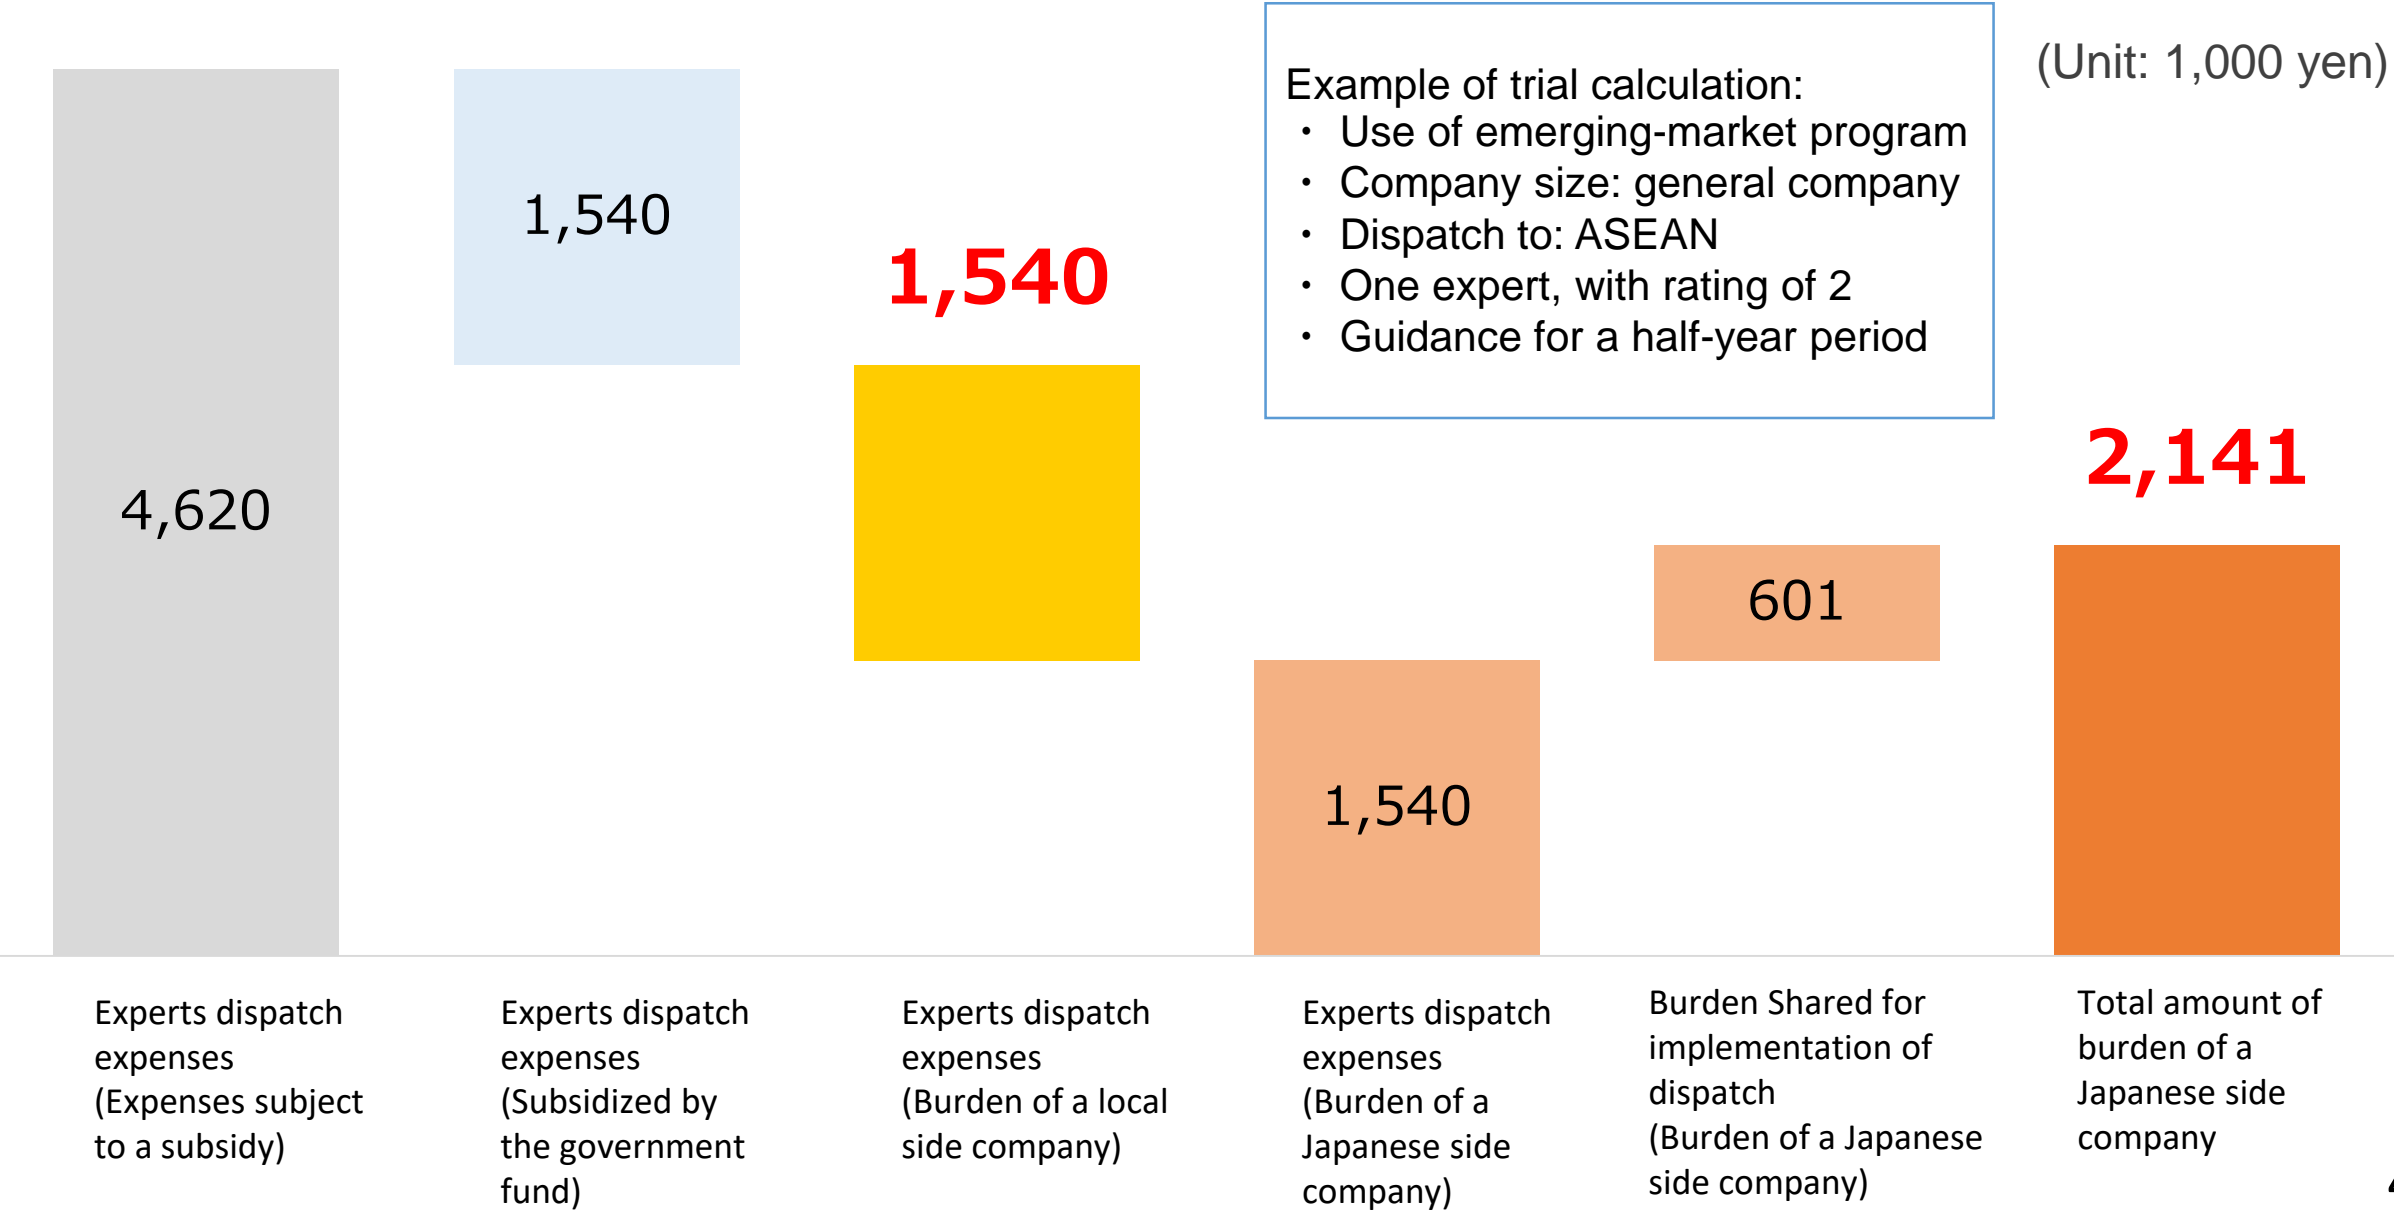 (Unit: 1,000 yen)
Example of trial calculation:
・ Use of emerging-market program
・ Company size: general company
・ Dispatch to: ASEAN
・ One expert, with rating of 2
・ Guidance for a half-year period
4,620
1,540
1,540
1,540
601
2,141
Experts dispatch
expenses
(Expenses subject
to a subsidy)
Experts dispatch
expenses
(Subsidized by
the government
fund)
Experts dispatch
expenses
(Burden of a local
side company)
Experts dispatch
expenses
(Burden of a
Japanese side
company)
Burden Shared for
implementation of
dispatch
(Burden of a Japanese
side company)
Total amount of
burden of a
Japanese side
company